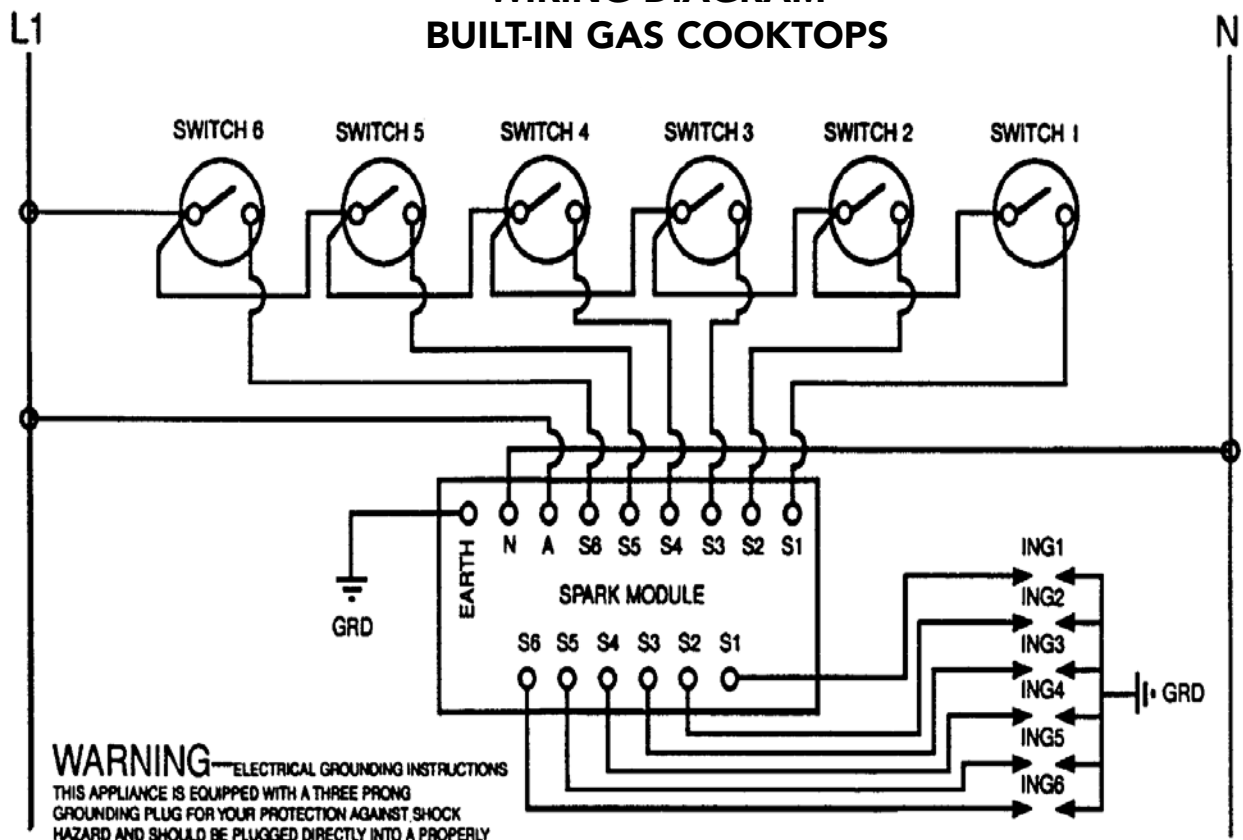 WIRING DIAGRAM
BUILT-IN GAS COOKTOPS
L1
N
SWITCH 6
SWITCH 5
SWITCH 4
SWITCH 3
SWITCH 2
SWITCH 1
EARTH
N
A
S6
S5
S4
S3
S2
S1
SPARK MODULE
GRD
S6
S5
S4
S3
S2
S1
ING1
ING2
ING3
ING4
ING5
ING6
GRD
WARNING—ELECTRICAL GROUNDING INSTRUCTIONS
THIS APPLIANCE IS EQUIPPED WITH A THREE PRONG
GROUNDING PLUG FOR YOUR PROTECTION AGAINST SHOCK
HAZARD AND SHOULD BE PLUGGED DIRECTLY INTO A PROPERLY